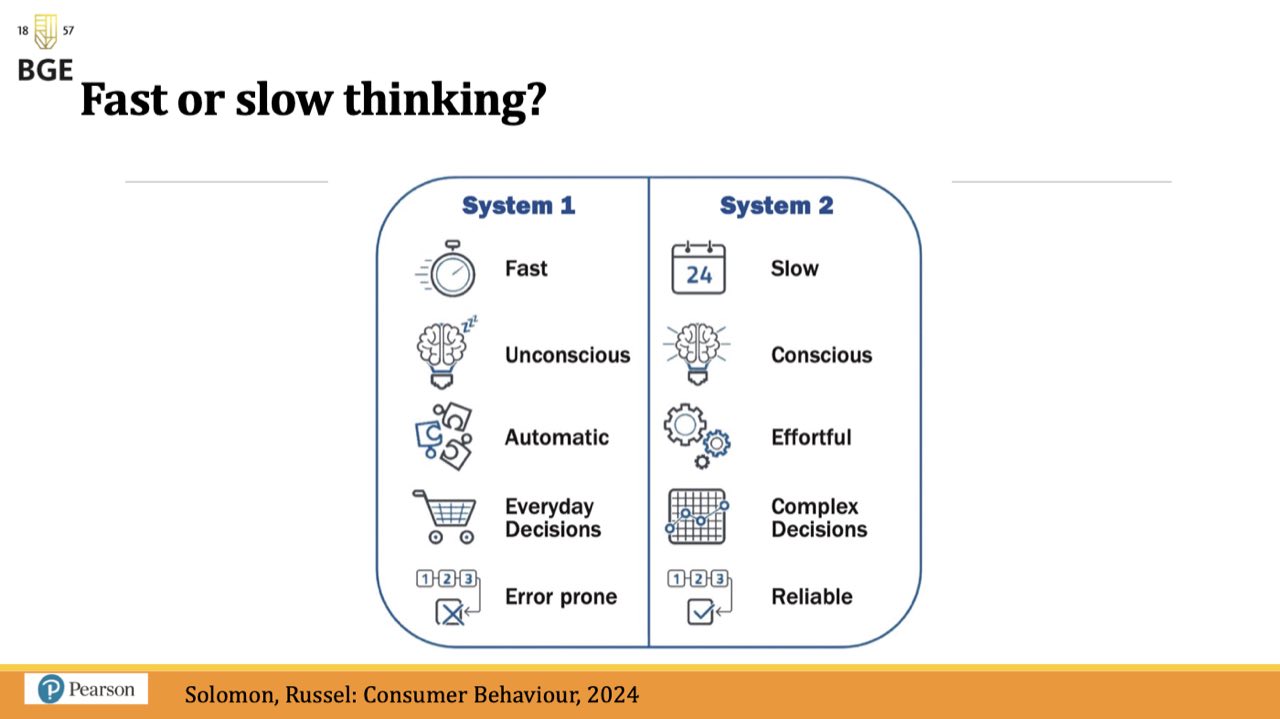 18 57
BGE
Fast or slow thinking?
System 1
System 2
Fast
24
Slow
zzz
Unconscious
Conscious
Automatic
Effortful
Everyday
Decisions
Complex
Decisions
1 2 3
Error prone
1 2 3
Reliable
Pearson
Solomon, Russel: Consumer Behaviour, 2024